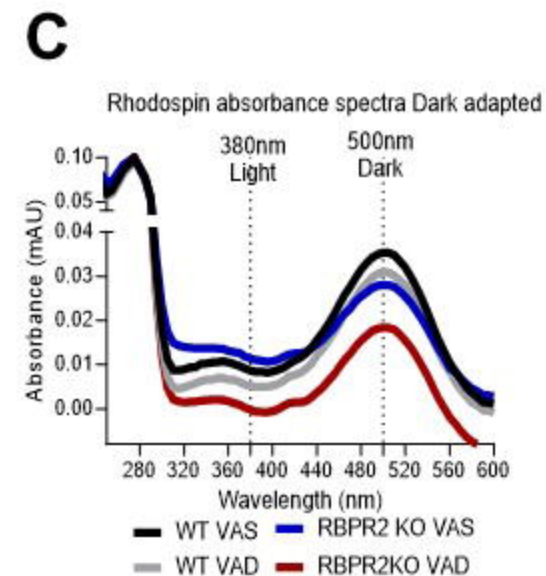 C
Rhodospin absorbance spectra Dark adapted
380nm
Light
500nm
Dark
Absorbance (mAU)
0.10
0.05
0.04
0.03
0.02
0.01
0.00
280 320 360 400 440 480 520 560 600
Wavelength (nm)
WT VAS
RBPR2 KO VAS
WT VAD
RBPR2KO VAD